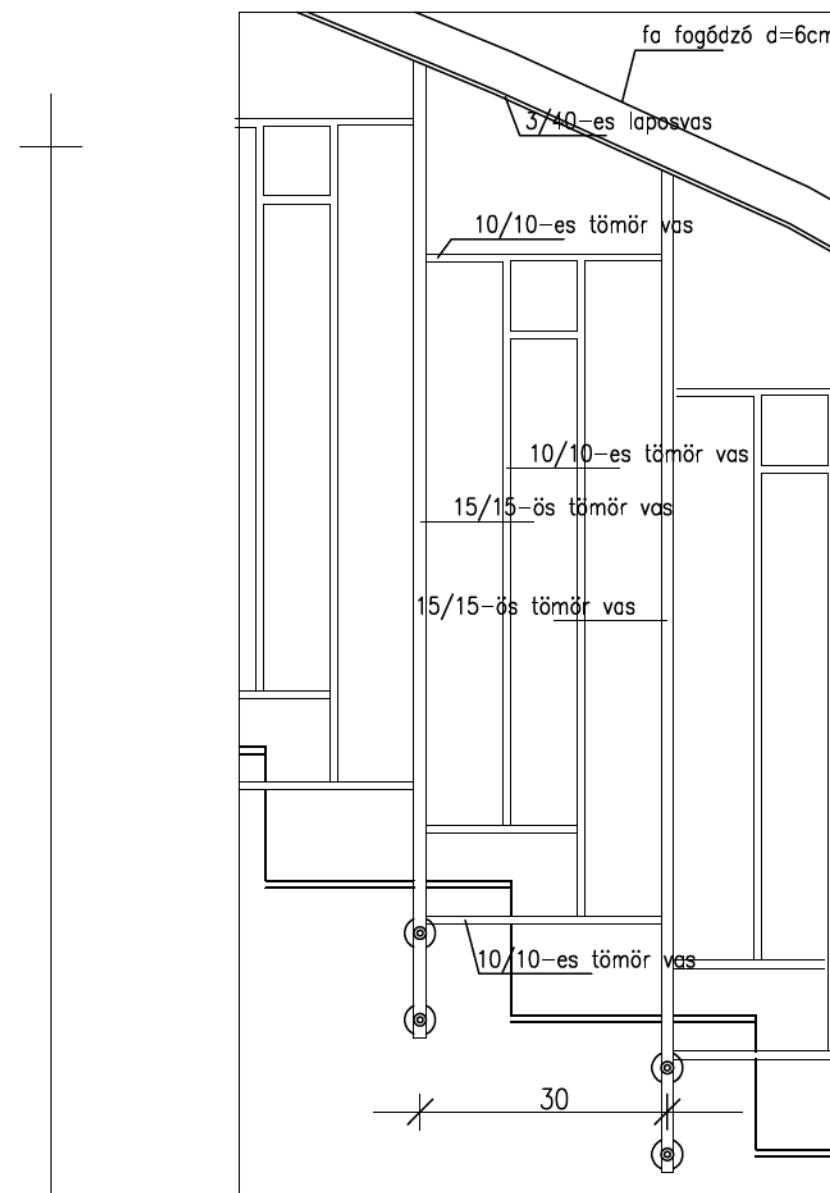 fa fogódzó d=6cm
3/40-es laposvas
10/10-es tömör vas
10/10-es tömör vas
15/15-ös tömör vas
15/15-ös tömör vas
10/10-es tömör vas
30